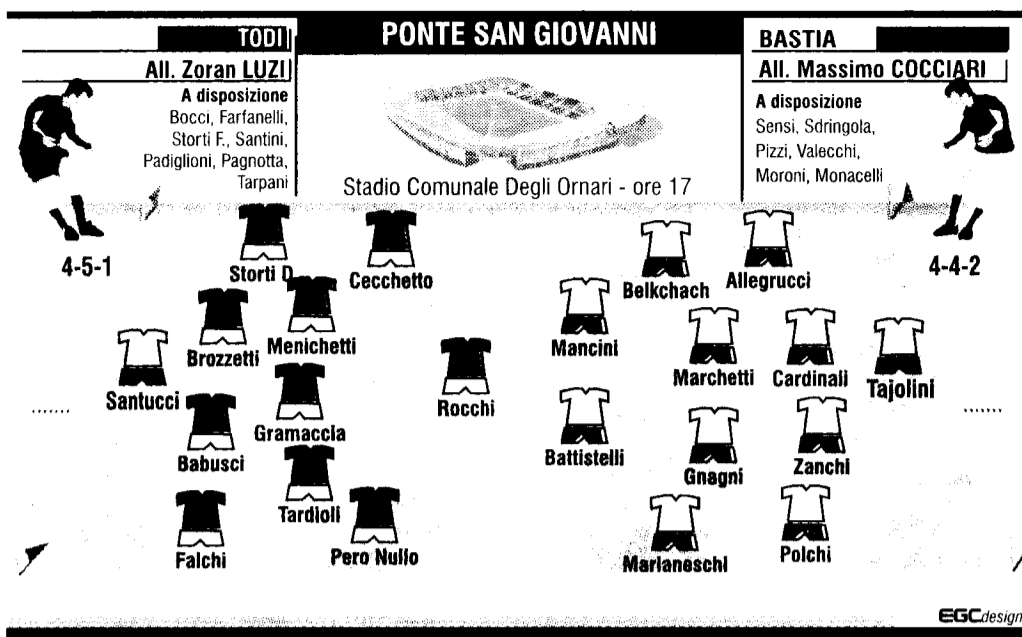 TODI
All. Zoran LUZI
A disposizione
Bocci, Farfanelli,
Storti F., Santini,
Padiglioni, Pagnotta,
Tarpani
PONTE SAN GIOVANNI
Stadio Comunale Degli Ornari - ore 17
BASTIA
All. Massimo COCCIARI
A disposizione
Sensi, Sdringola,
Pizzi, Valecchi,
Moroni, Monacelli
4-5-1
Storti D.
Cecchetto
Brozzetti
Menichetti
Santucci
Rocchi
Gramaccia
Babusci
Tardioli
Falchi
Pero Nullo
4-4-2
Belkchach
Allegrucci
Mancini
Marchetti
Cardinali
Tajolini
Battistelli
Gnagni
Zanchi
Marianeschi
Polchi
EGCdesign